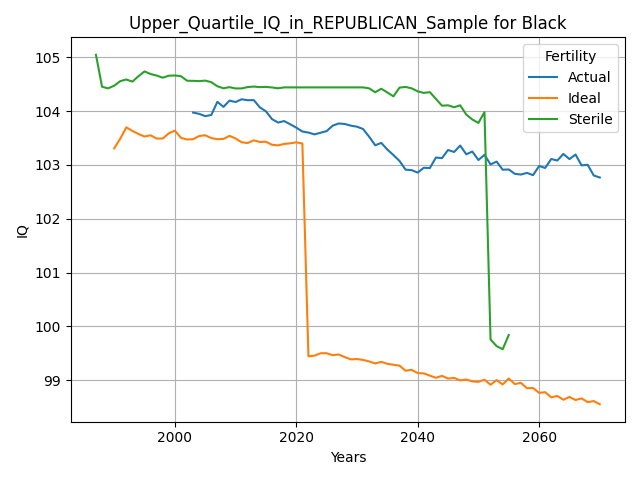 Upper_Quartile_IQ_in_REPUBLICAN_Sample for Black
Fertility
Actual
Ideal
Sterile
105
104
103
102
101
100
99
IQ
2000
2020
2040
2060
Years